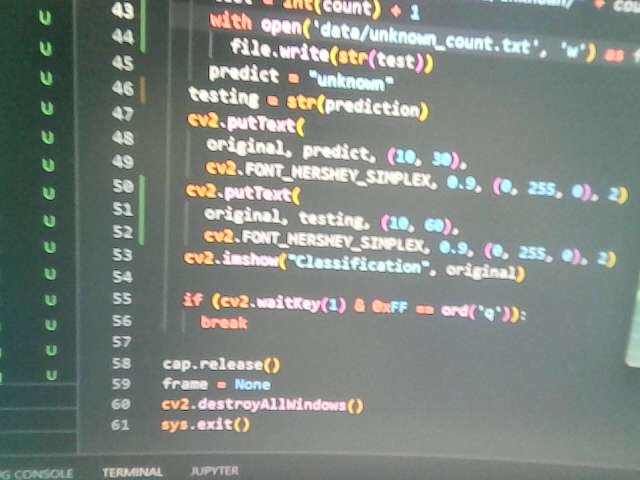 43 = int(count) + 1
44 with open('data/unknown_count.txt', 'w') as f
45 file.write(str(test))
46 predict = "unknown"
47 testing = str(prediction)
48 cv2.putText(
49 original, predict, (10, 30),
50 cv2.FONT_HERSHEY_SIMPLEX, 0.9, (0, 255, 0), 2)
51 cv2.putText(
52 original, testing, (10, 60),
53 cv2.FONT_HERSHEY_SIMPLEX, 0.9, (0, 255, 0), 2)
54 cv2.imshow("Classification", original)
55 if (cv2.waitKey(1) & 0xFF == ord('q')):
56 break
57
58 cap.release()
59 frame = None
60 cv2.destroyAllWindows()
61 sys.exit()
U
U
U
U
U
U
U
U
U
U
U
U
U
CONSOLE TERMINAL JUPYTER